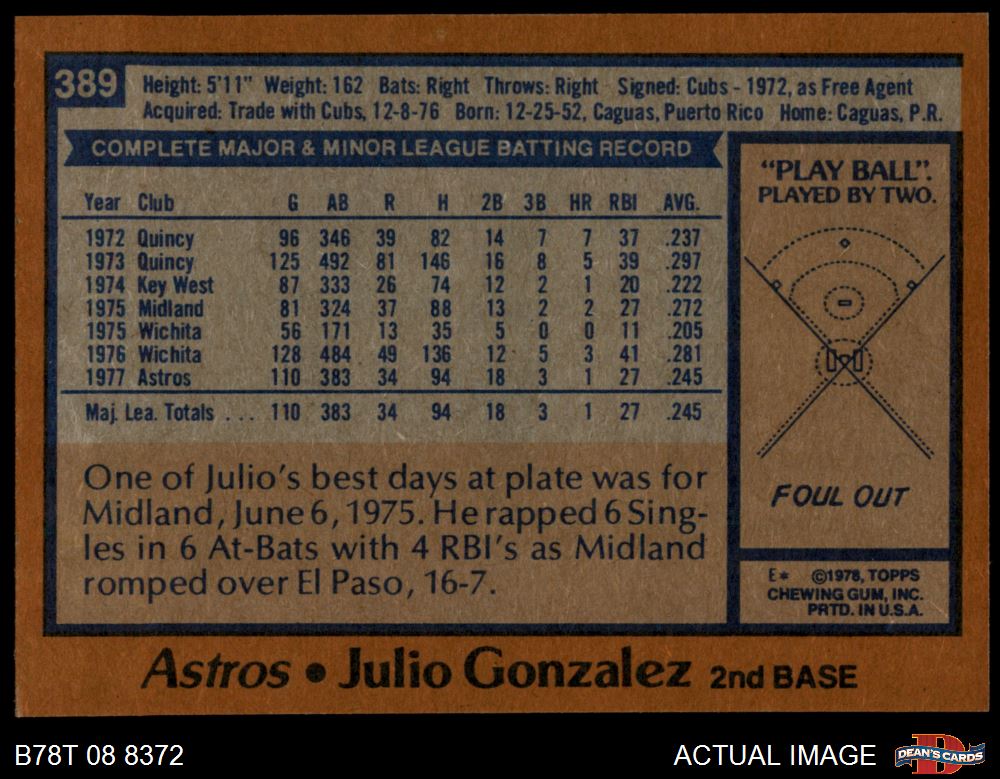 389
Height: 5'11" Weight: 162 Bats: Right Throws: Right Signed: Cubs - 1972, as Free Agent
Acquired: Trade with Cubs, 12-8-76 Born: 12-25-52, Caguas, Puerto Rico Home: Caguas, P.R.
COMPLETE MAJOR & MINOR LEAGUE BATTING RECORD
Year Club G AB R H 2B 3B HR RBI AVG.
1972 Quincy 96 346 39 82 14 7 7 37 .237
1973 Quincy 125 492 81 146 16 8 5 39 .297
1974 Key West 87 333 26 74 12 2 1 20 .222
1975 Midland 81 324 37 88 13 2 2 27 .272
1975 Wichita 56 171 13 35 5 0 0 11 .205
1976 Wichita 128 484 49 136 12 5 3 41 .281
1977 Astros 110 383 34 94 18 3 1 27 .245
Maj. Lea. Totals . . . 110 383 34 94 18 3 1 27 .245
One of Julio's best days at plate was for
Midland, June 6, 1975. He rapped 6 Sing-
les in 6 At-Bats with 4 RBI's as Midland
romped over El Paso, 16-7.
"PLAY BALL".
PLAYED BY TWO.
FOUL OUT
E* ©1978, TOPPS
CHEWING GUM, INC.
PRTD. IN U.S.A.
Astros • Julio Gonzalez 2nd BASE
B78T 08 8372
ACTUAL IMAGE
DEAN'S CARDS